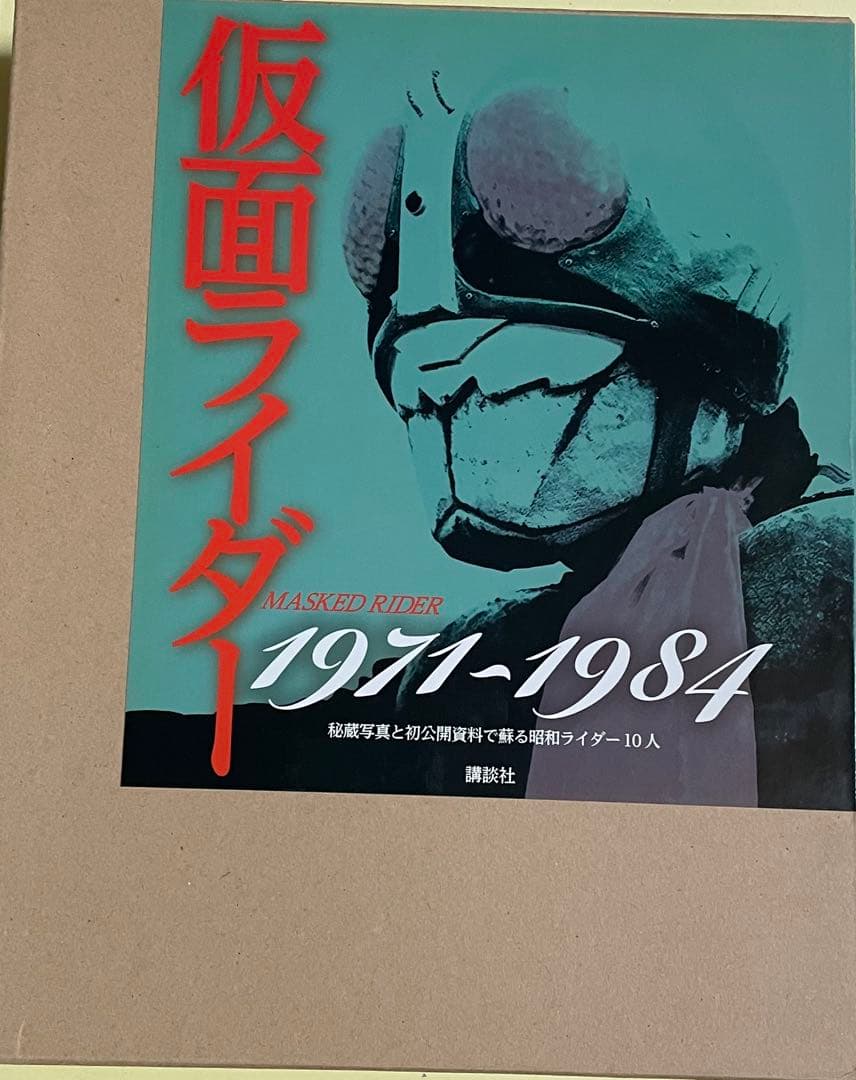 仮面ライダー
MASKED RIDER
1971~1984
秘蔵写真と初公開資料で蘇る昭和ライダー10人
講談社